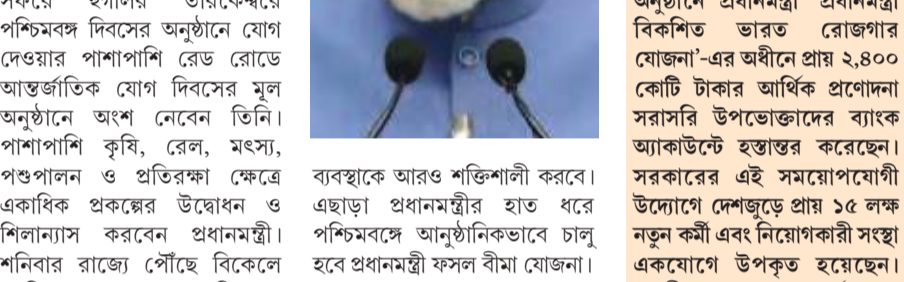 সফরে হুগলির তারকেশ্বরে
পশ্চিমবঙ্গ দিবসের অনুষ্ঠানে যোগ
দেওয়ার পাশাপাশি রেড রোডে
আন্তর্জাতিক যোগ দিবসের মূল
অনুষ্ঠানে অংশ নেবেন তিনি।
পাশাপাশি কৃষি, রেল, মৎস্য,
পশুপালন ও প্রতিরক্ষা ক্ষেত্রে
একাধিক প্রকল্পের উদ্বোধন ও
শিলান্যাস করবেন প্রধানমন্ত্রী।
শনিবার রাজ্যে পৌঁছে বিকেলে
ব্যবস্থাকে আরও শক্তিশালী করবে।
এছাড়া প্রধানমন্ত্রীর হাত ধরে
পশ্চিমবঙ্গে আনুষ্ঠানিকভাবে চালু
হবে প্রধানমন্ত্রী ফসল বীমা যোজনা।
অনুষ্ঠানে প্রধানমন্ত্রী প্রধানমন্ত্রী
বিকশিত ভারত রোজগার
যোজনা’-এর অধীনে প্রায় ২,৪০০
কোটি টাকার আর্থিক প্রণোদনা
সরাসরি উপভোক্তাদের ব্যাংক
অ্যাকাউন্টে হস্তান্তর করেছেন।
সরকারের এই সময়োপযোগী
উদ্যোগে দেশজুড়ে প্রায় ১৫ লক্ষ
নতুন কর্মী এবং নিয়োগকারী সংস্থা
একযোগে উপকৃত হয়েছেন।